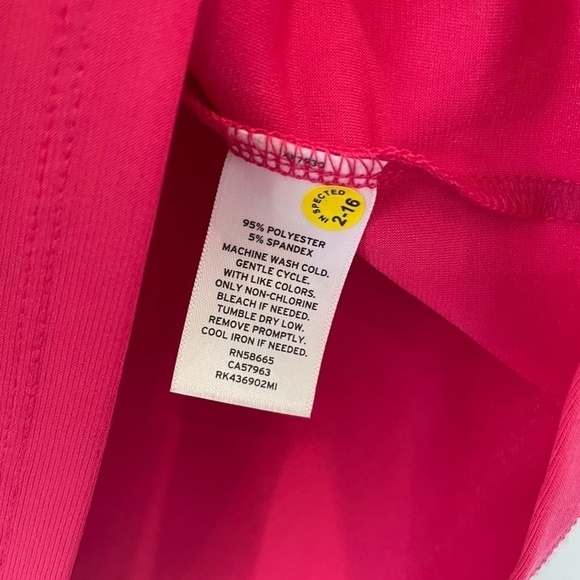 INSPECTED
2-16
95% POLYESTER
5% SPANDEX
MACHINE WASH COLD.
GENTLE CYCLE.
WITH LIKE COLORS.
ONLY NON-CHLORINE
BLEACH IF NEEDED.
TUMBLE DRY LOW.
REMOVE PROMPTLY.
COOL IRON IF NEEDED.
RN58665
CA57963
RK436902MI